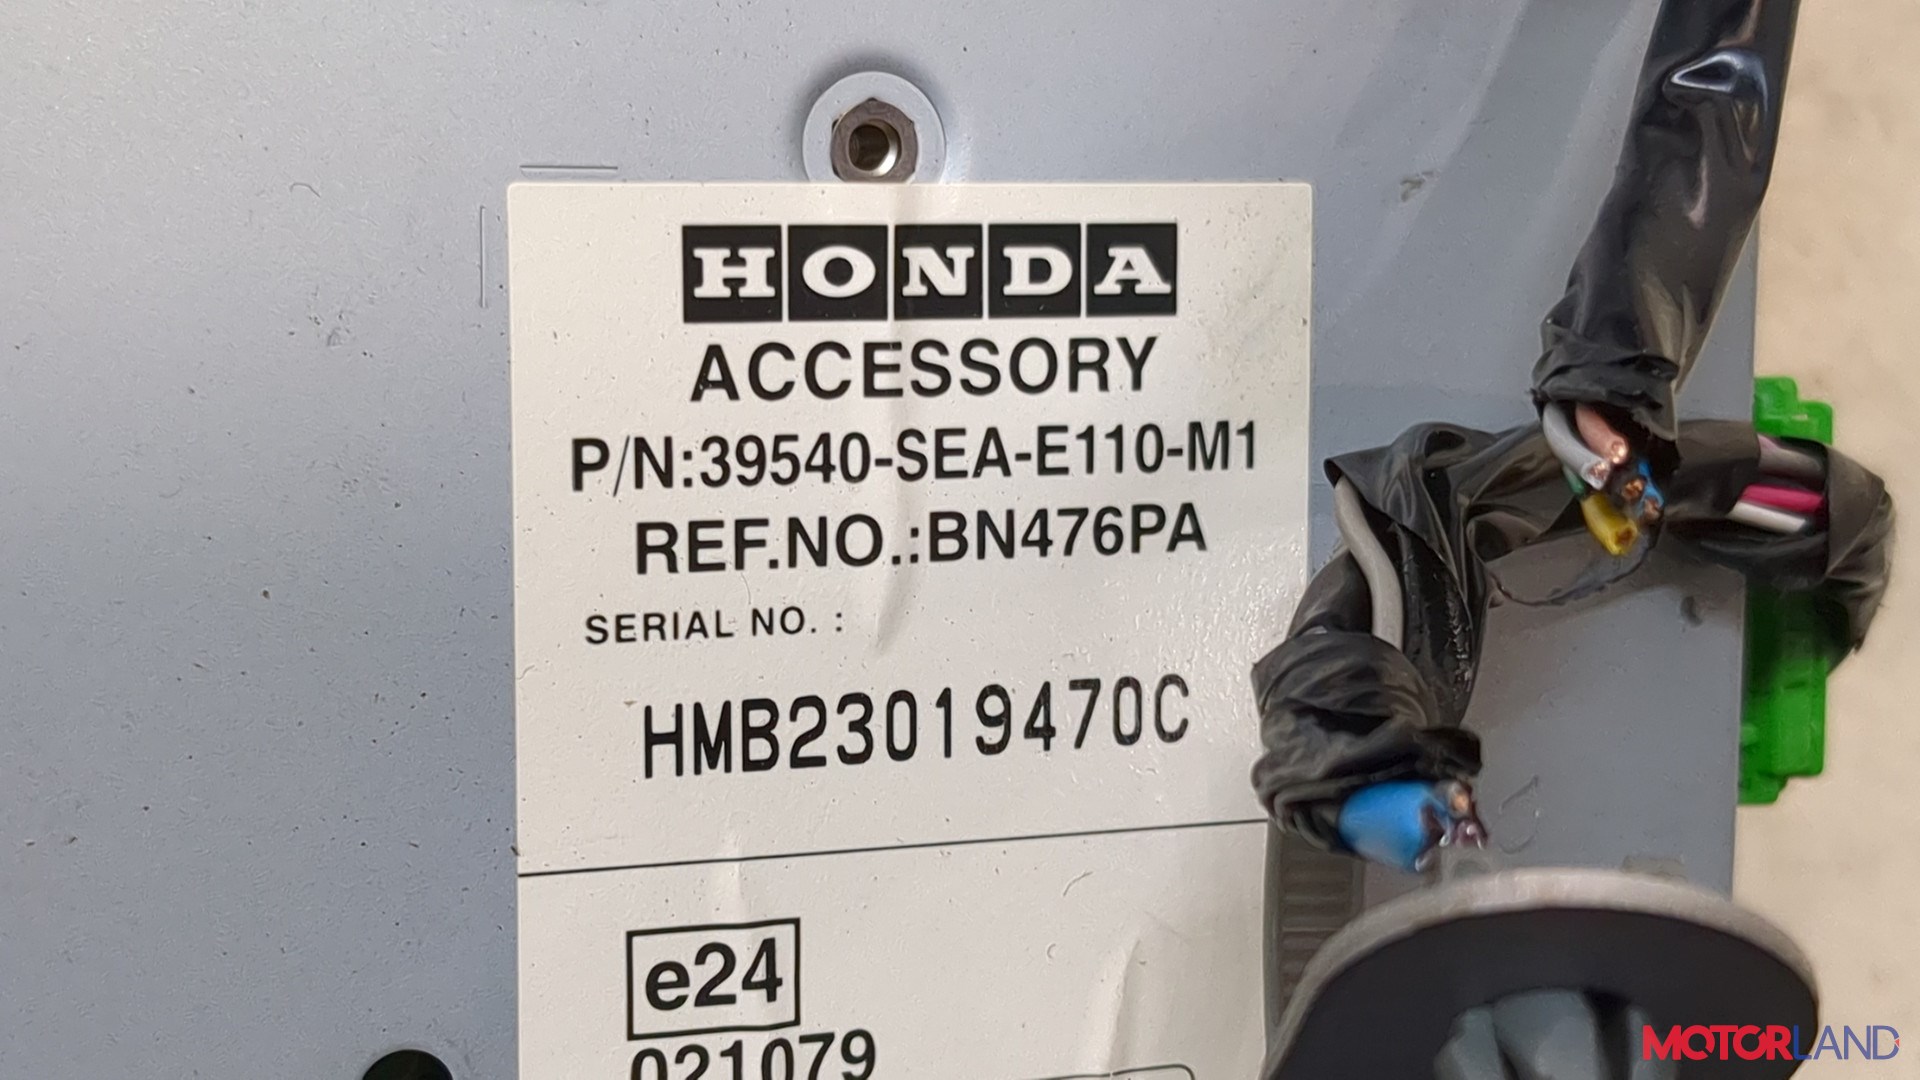 HONDA
ACCESSORY
P/N:39540-SEA-E110-M1
REF.NO.:BN476PA
SERIAL NO. :
HMB23019470C
e24
021079
MOTORLAND